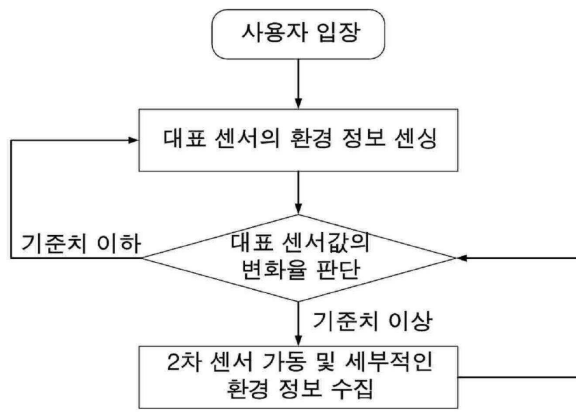 사용자 입장
대표 센서의 환경 정보 센싱
기준치 이하
대표 센서값의
변화율 판단
기준치 이상
2차 센서 가동 및 세부적인
환경 정보 수집